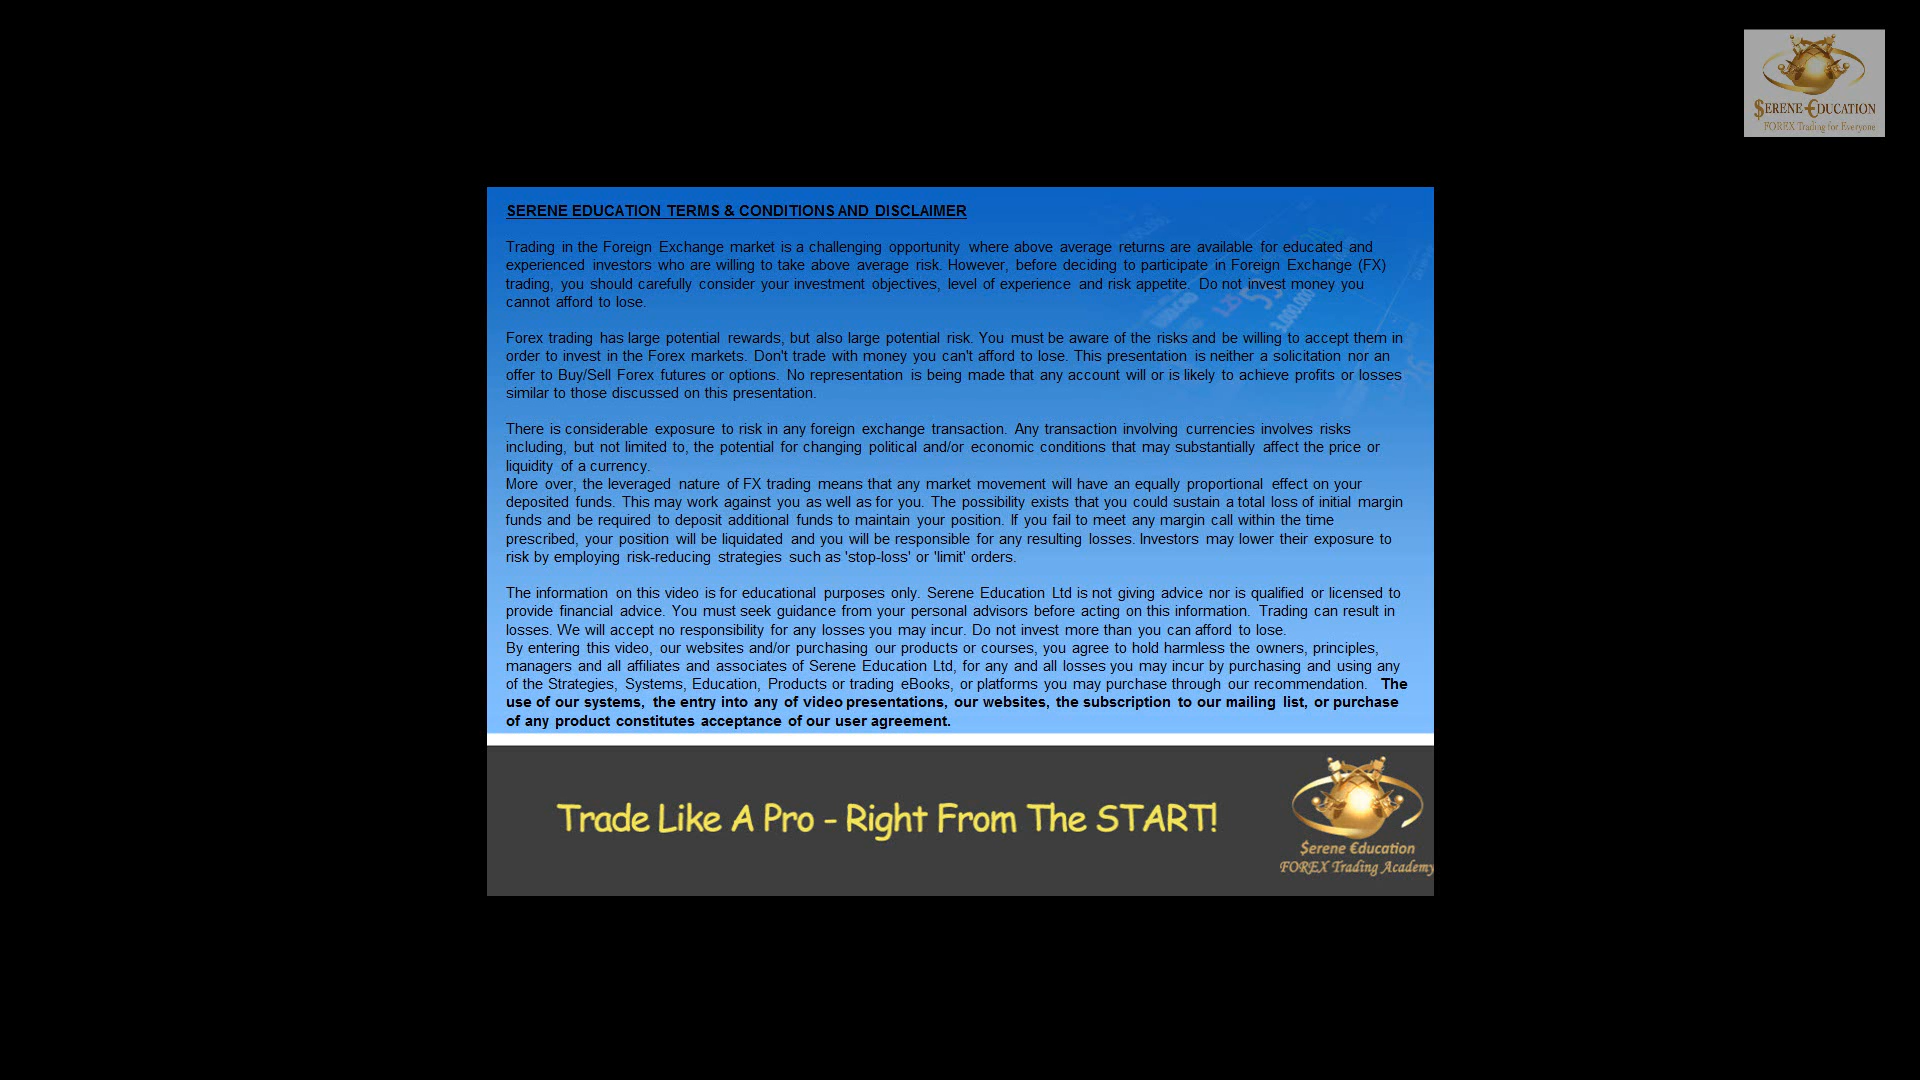 $ERENE €DUCATION
FOREX Trading for Everyone
SERENE EDUCATION TERMS & CONDITIONS AND DISCLAIMER
Trading in the Foreign Exchange market is a challenging opportunity where above average returns are available for educated and
experienced investors who are willing to take above average risk. However, before deciding to participate in Foreign Exchange (FX)
trading, you should carefully consider your investment objectives, level of experience and risk appetite. Do not invest money you
cannot afford to lose.
Forex trading has large potential rewards, but also large potential risk. You must be aware of the risks and be willing to accept them in
order to invest in the Forex markets. Don't trade with money you can't afford to lose. This presentation is neither a solicitation nor an
offer to Buy/Sell Forex futures or options. No representation is being made that any account will or is likely to achieve profits or losses
similar to those discussed on this presentation.
There is considerable exposure to risk in any foreign exchange transaction. Any transaction involving currencies involves risks
including, but not limited to, the potential for changing political and/or economic conditions that may substantially affect the price or
liquidity of a currency.
More over, the leveraged nature of FX trading means that any market movement will have an equally proportional effect on your
deposited funds. This may work against you as well as for you. The possibility exists that you could sustain a total loss of initial margin
funds and be required to deposit additional funds to maintain your position. If you fail to meet any margin call within the time
prescribed, your position will be liquidated and you will be responsible for any resulting losses. Investors may lower their exposure to
risk by employing risk-reducing strategies such as 'stop-loss' or 'limit' orders.
The information on this video is for educational purposes only. Serene Education Ltd is not giving advice nor is qualified or licensed to
provide financial advice. You must seek guidance from your personal advisors before acting on this information. Trading can result in
losses. We will accept no responsibility for any losses you may incur. Do not invest more than you can afford to lose.
By entering this video, our websites and/or purchasing our products or courses, you agree to hold harmless the owners, principles,
managers and all affiliates and associates of Serene Education Ltd, for any and all losses you may incur by purchasing and using any
of the Strategies, Systems, Education, Products or trading eBooks, or platforms you may purchase through our recommendation. The
use of our systems, the entry into any of video presentations, our websites, the subscription to our mailing list, or purchase
of any product constitutes acceptance of our user agreement.
Trade Like A Pro - Right From The START!
$erene €ducation
FOREX Trading Academy